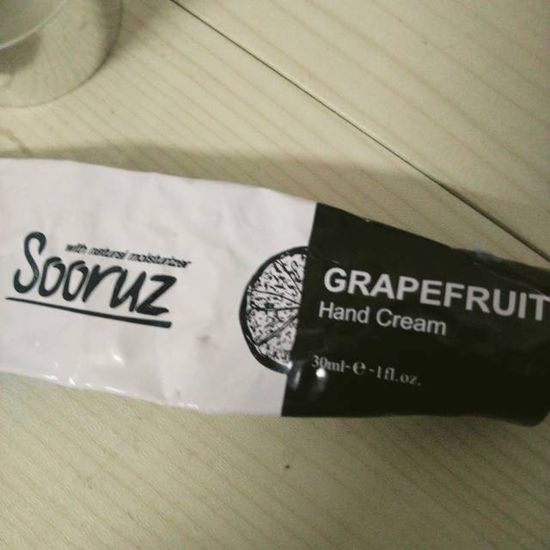 with natural moisturizer
Sooruz
GRAPEFRUIT
Hand Cream
30ml-e-1fl.oz.